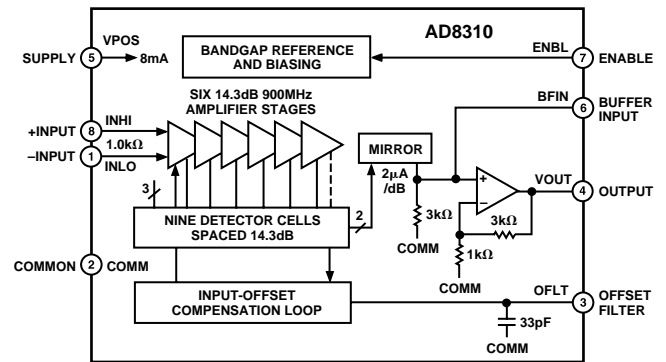 AD8310
SUPPLY 5 VPOS
8mA
BANDGAP REFERENCE
AND BIASING
ENBL 7 ENABLE
SIX 14.3dB 900MHz
AMPLIFIER STAGES
BFIN
6 BUFFER
INPUT
+INPUT 8 INHI
1.0kΩ
–INPUT 1
INLO
MIRROR
2μA
/dB
+
–
VOUT
4 OUTPUT
3
NINE DETECTOR CELLS
SPACED 14.3dB
2
3kΩ
COMM
3kΩ
1kΩ
COMM
COMMON 2 COMM
INPUT-OFFSET
COMPENSATION LOOP
OFLT
3 OFFSET
FILTER
33pF
COMM